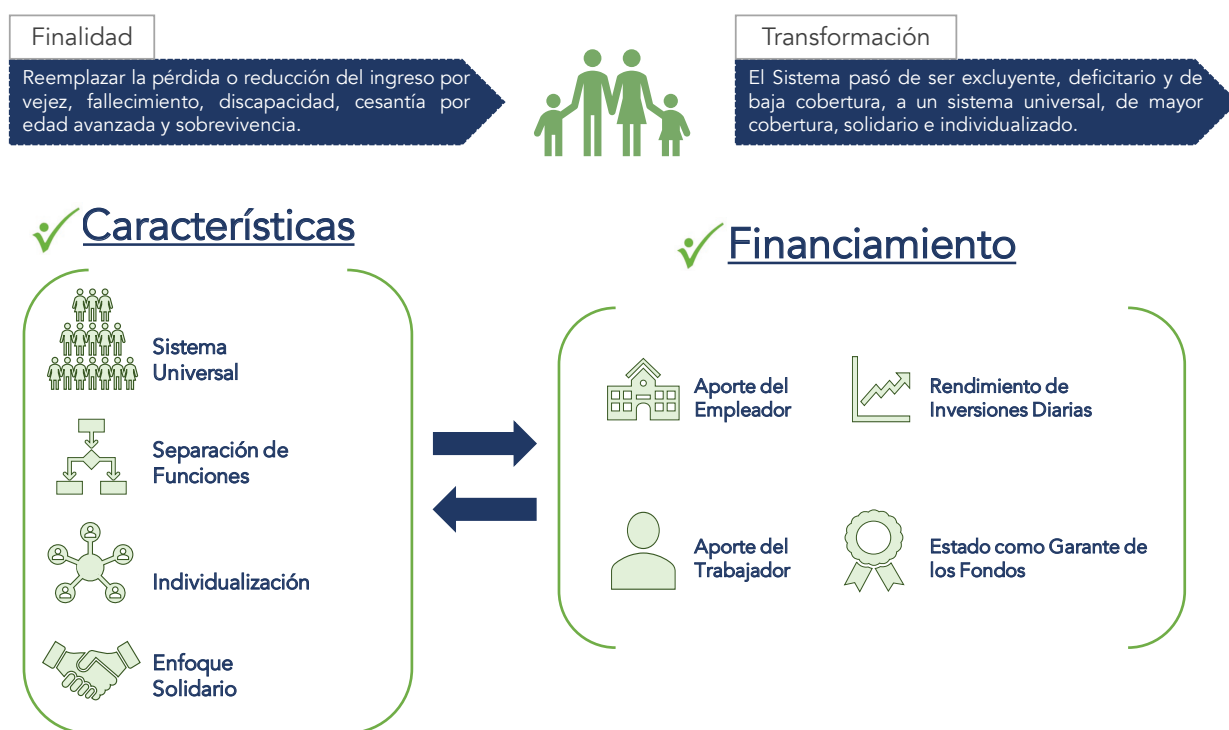 Finalidad
Reemplazar la pérdida o reducción del ingreso por
vejez, fallecimiento, discapacidad, cesantía por
edad avanzada y sobrevivencia.
Transformación
El Sistema pasó de ser excluyente, deficitario y de
baja cobertura, a un sistema universal, de mayor
cobertura, solidario e individualizado.
Características
Sistema
Universal
Separación de
Funciones
Individualización
Enfoque
Solidario
Financiamiento
Aporte del
Empleador
Rendimiento de
Inversiones Diarias
Aporte del
Trabajador
Estado como Garante de
los Fondos